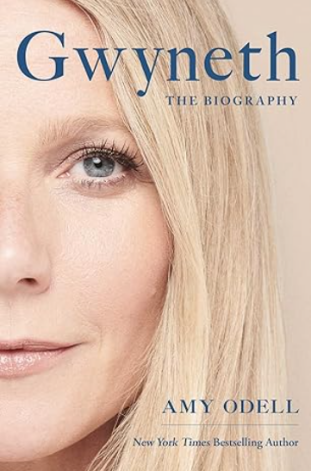 Gwyneth
THE BIOGRAPHY
AMY ODELL
New York Times Bestselling Author